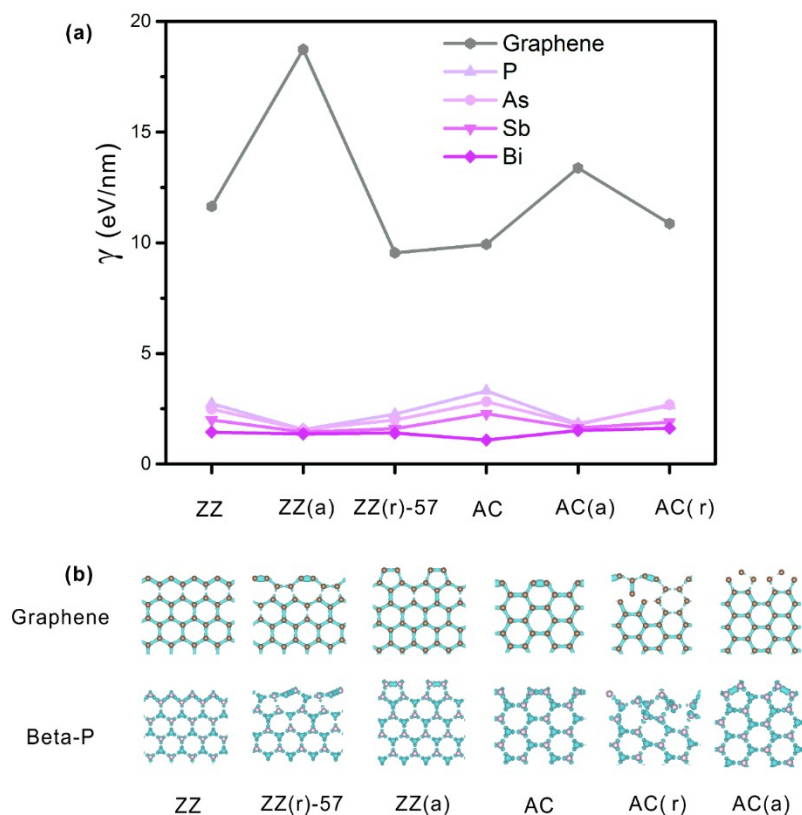 (a)
20
15
10
5
0
γ (eV/nm)
Graphene
P
As
Sb
Bi
ZZ ZZ(a) ZZ(r)-57 AC AC(a) AC( r)
(b)
Graphene
Beta-P
ZZ ZZ(r)-57 ZZ(a) AC AC( r) AC(a)